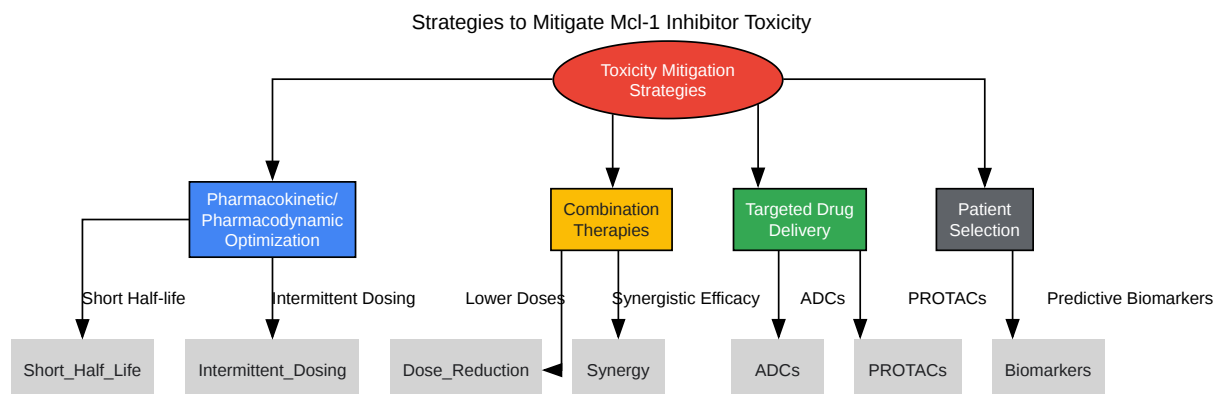 Strategies to Mitigate Mcl-1 Inhibitor Toxicity
Toxicity Mitigation
Strategies
Pharmacokinetic/
Pharmacodynamic
Optimization
Combination
Therapies
Targeted Drug
Delivery
Patient
Selection
Short Half-life
Intermittent Dosing
Lower Doses
Synergistic Efficacy
ADCs
PROTACs
Predictive Biomarkers
Short_Half_Life
Intermittent_Dosing
Dose_Reduction
Synergy
ADCs
PROTACs
Biomarkers